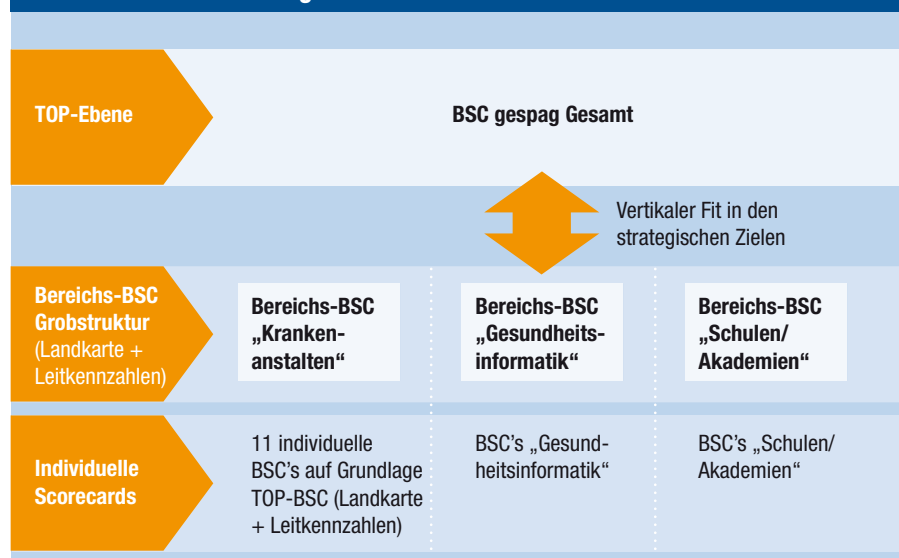 TOP-Ebene
BSC gespag Gesamt
Vertikaler Fit in den
strategischen Zielen
Bereichs-BSC
Grobstruktur
(Landkarte +
Leitkennzahlen)
Bereichs-BSC
„Kranken-
anstalten“
Bereichs-BSC
„Gesundheits-
informatik“
Bereichs-BSC
„Schulen/
Akademien“
Individuelle
Scorecards
11 individuelle
BSC's auf Grundlage
TOP-BSC (Landkarte
+ Leitkennzahlen)
BSC's „Gesund-
heitsinformatik“
BSC's „Schulen/
Akademien“